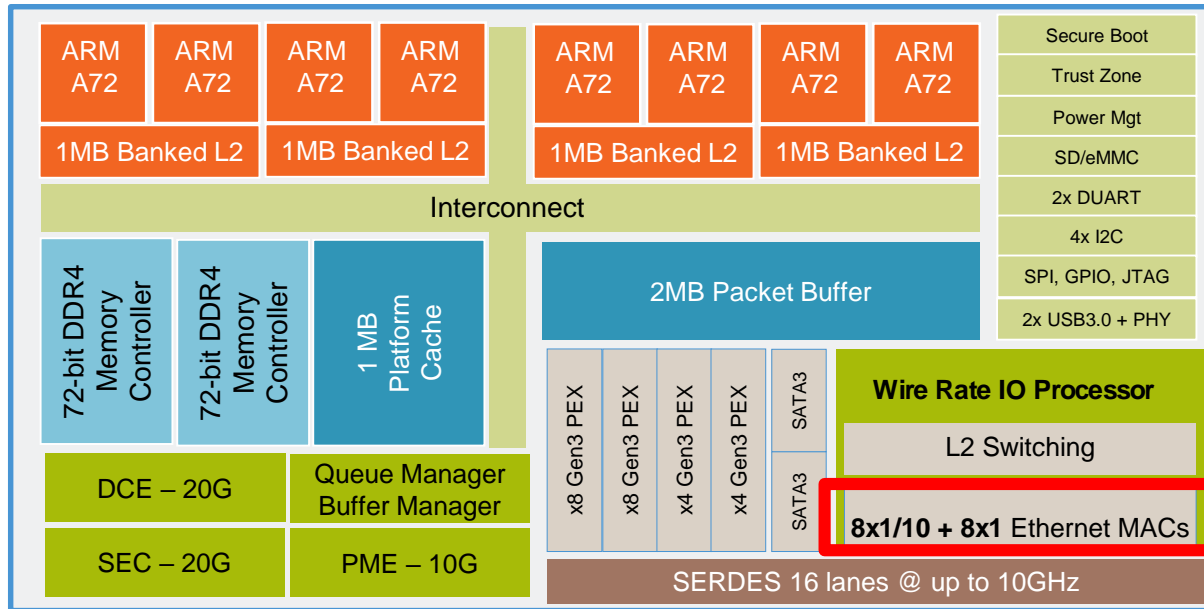 ARM
A72
ARM
A72
ARM
A72
ARM
A72
ARM
A72
ARM
A72
ARM
A72
ARM
A72
1MB Banked L2
1MB Banked L2
1MB Banked L2
1MB Banked L2
Interconnect
72-bit DDR4
Memory
Controller
72-bit DDR4
Memory
Controller
1 MB
Platform
Cache
2MB Packet Buffer
Secure Boot
Trust Zone
Power Mgt
SD/eMMC
2x DUART
4x I2C
SPI, GPIO, JTAG
2x USB3.0 + PHY
DCE – 20G
Queue Manager
Buffer Manager
SEC – 20G
PME – 10G
x8 Gen3 PEX
x8 Gen3 PEX
x4 Gen3 PEX
x4 Gen3 PEX
SATA3
SATA3
Wire Rate IO Processor
L2 Switching
8x1/10 + 8x1 Ethernet MACs
SERDES 16 lanes @ up to 10GHz